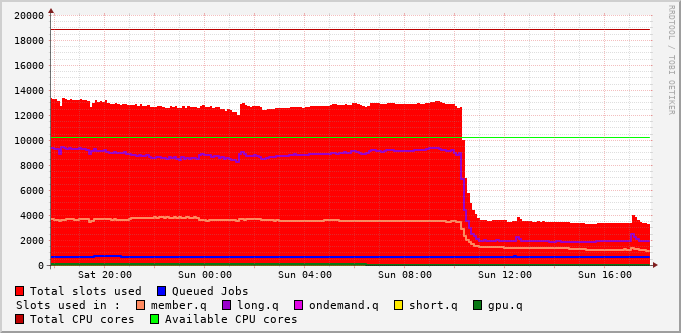 20000
18000
16000
14000
12000
10000
8000
6000
4000
2000
0
Sat 20:00 Sun 00:00 Sun 04:00 Sun 08:00 Sun 12:00 Sun 16:00
RRDTOOL / TOBI OETIKER
Total slots used Queued Jobs
Slots used in : member.q long.q ondemand.q short.q gpu.q
Total CPU cores Available CPU cores